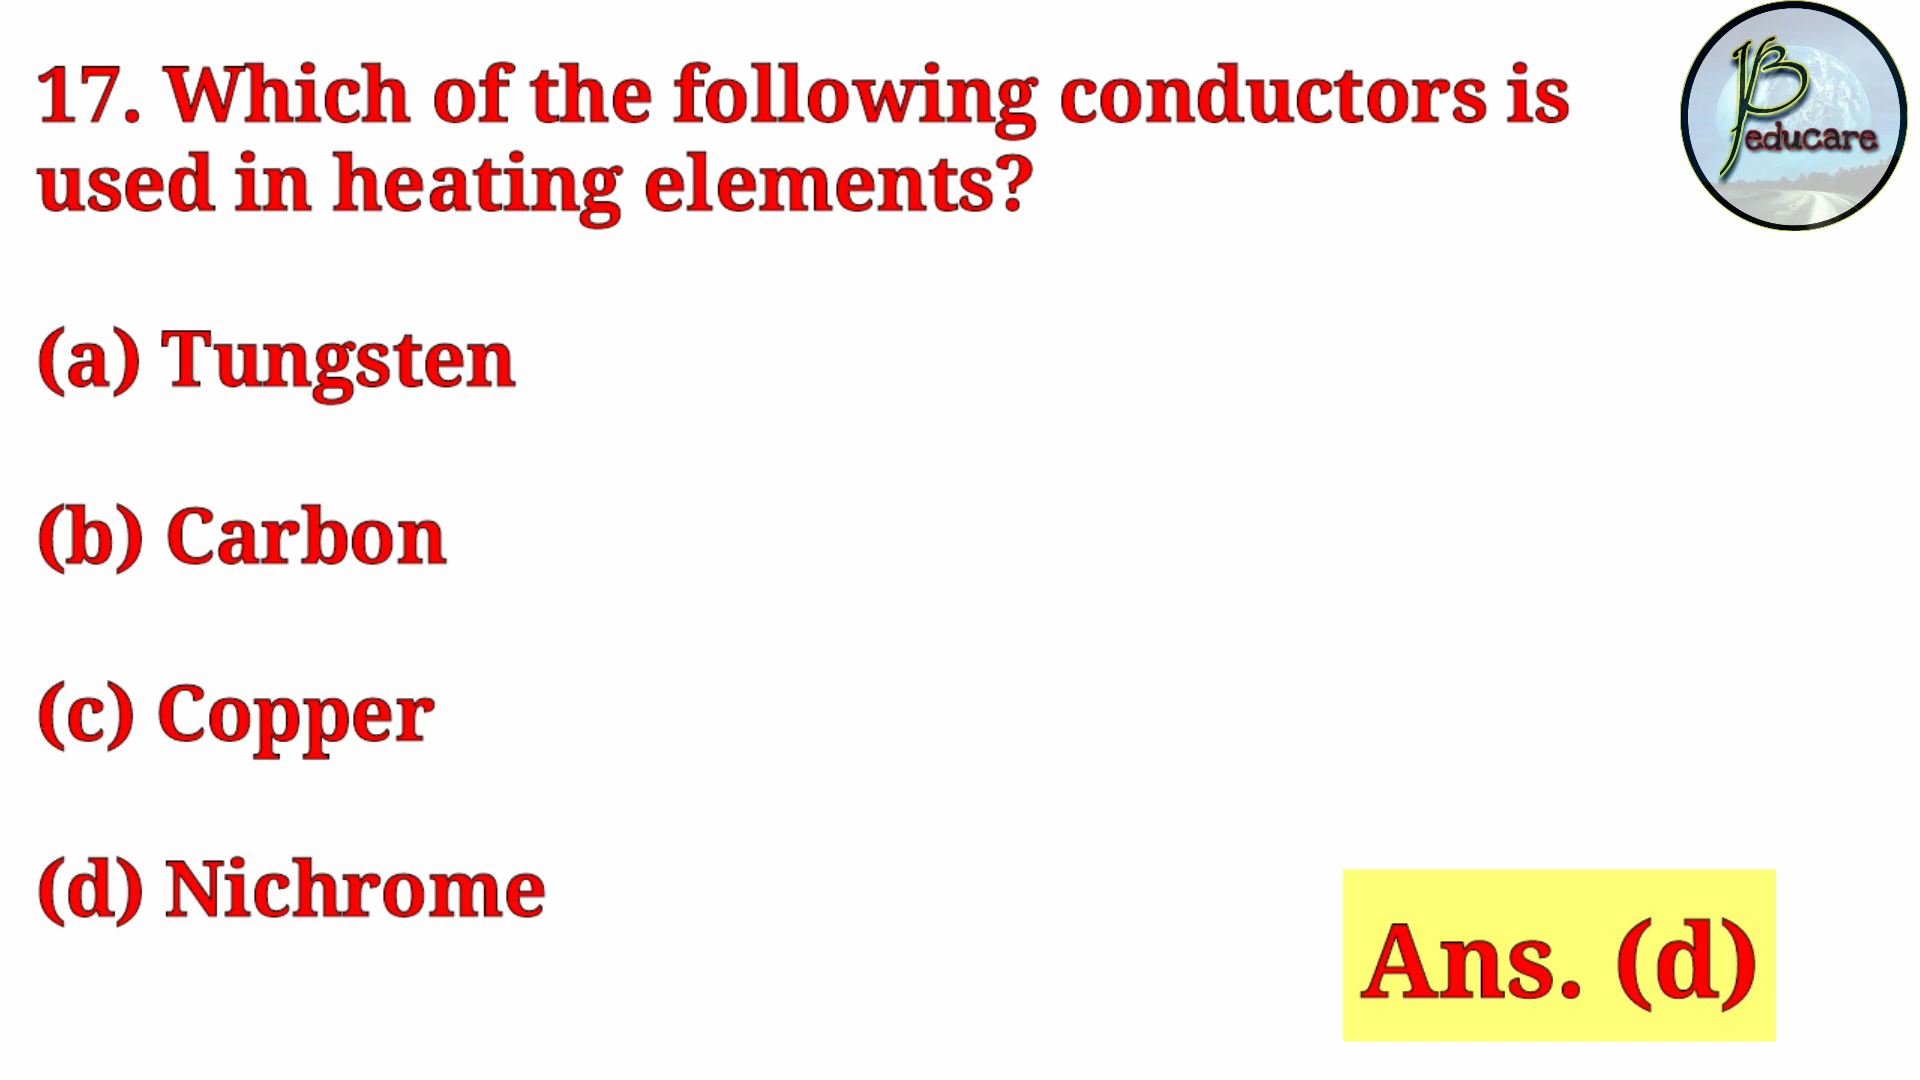 17. Which of the following conductors is
used in heating elements?
(a) Tungsten
(b) Carbon
(c) Copper
(d) Nichrome
Ans. (d)
educare